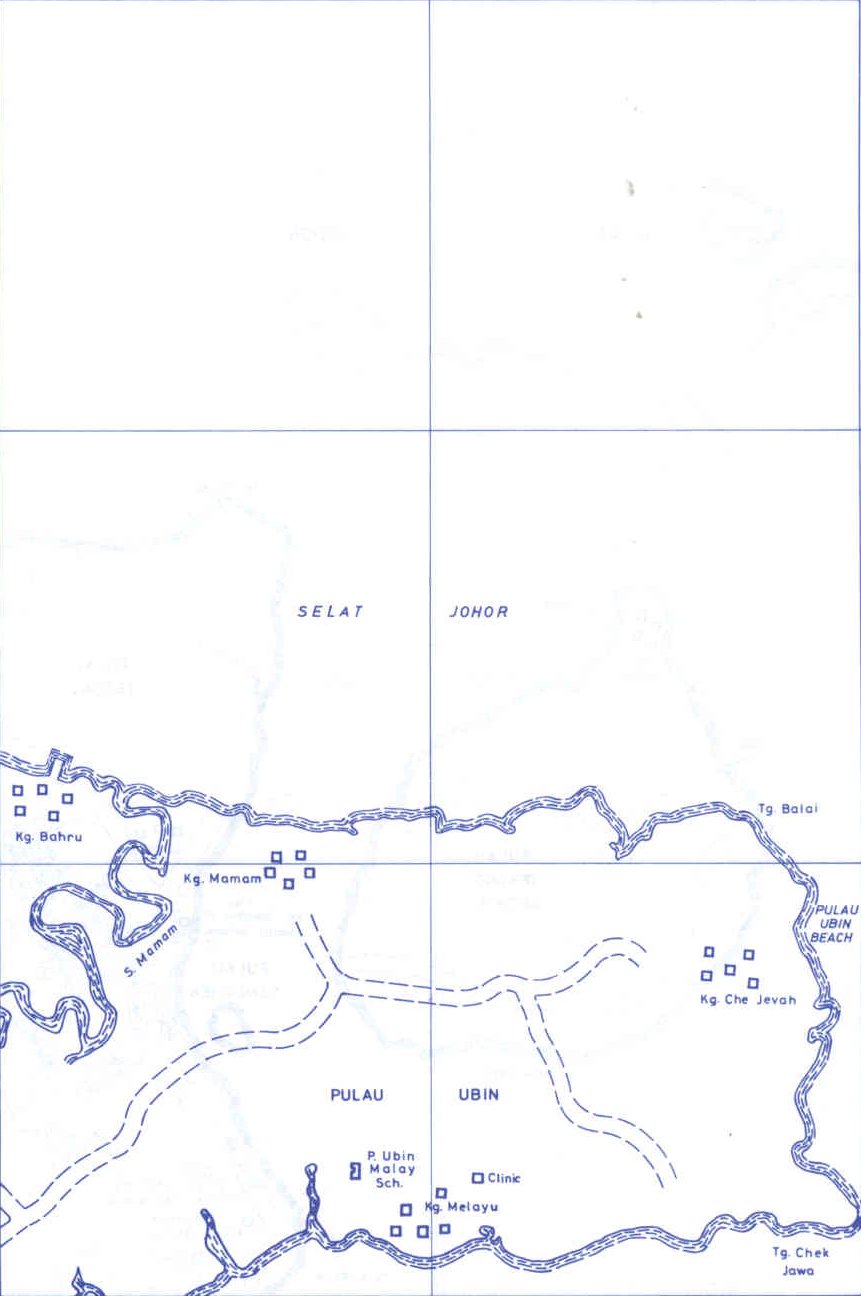 SELAT JOHOR
Tg. Balai
Kg. Bahru
Kg. Mamam
S. Mamam
PULAU
UBIN
BEACH
Kg. Che Jevah
PULAU UBIN
P. Ubin
Malay
Sch.
Clinic
Kg. Melayu
Tg. Chek
Jawa